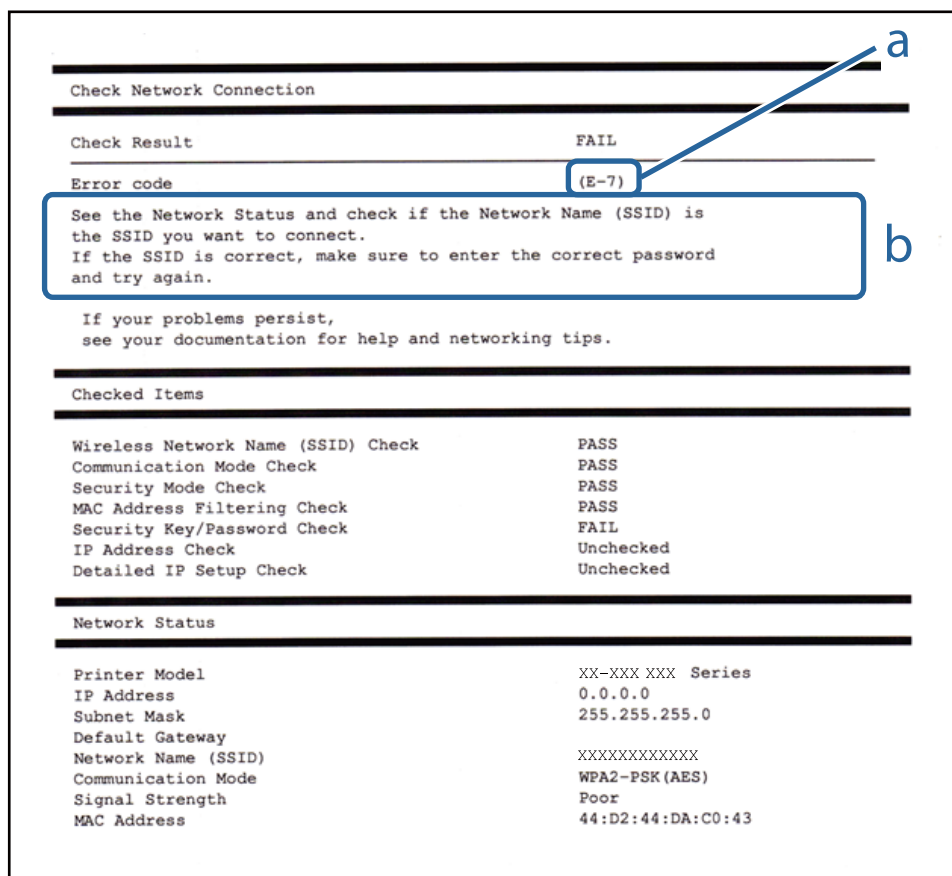 a
Check Network Connection
Check Result FAIL
Error code (E-7)
See the Network Status and check if the Network Name (SSID) is
the SSID you want to connect.
If the SSID is correct, make sure to enter the correct password
and try again.
b
If your problems persist,
see your documentation for help and networking tips.
Checked Items
Wireless Network Name (SSID) Check PASS
Communication Mode Check PASS
Security Mode Check PASS
MAC Address Filtering Check PASS
Security Key/Password Check FAIL
IP Address Check Unchecked
Detailed IP Setup Check Unchecked
Network Status
Printer Model XX-XXX XXX Series
IP Address 0.0.0.0
Subnet Mask 255.255.255.0
Default Gateway
Network Name (SSID) XXXXXXXXXXXX
Communication Mode WPA2-PSK(AES)
Signal Strength Poor
MAC Address 44:D2:44:DA:C0:43